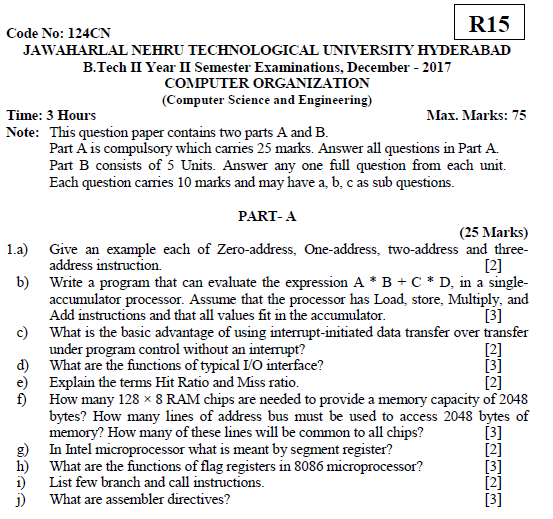 R15
Code No: 124CN
JAWAHARLAL NEHRU TECHNOLOGICAL UNIVERSITY HYDERABAD
B.Tech II Year II Semester Examinations, December - 2017
COMPUTER ORGANIZATION
(Computer Science and Engineering)
Time: 3 Hours Max. Marks: 75
Note: This question paper contains two parts A and B.
Part A is compulsory which carries 25 marks. Answer all questions in Part A.
Part B consists of 5 Units. Answer any one full question from each unit.
Each question carries 10 marks and may have a, b, c as sub questions.
PART- A
(25 Marks)
1.a) Give an example each of Zero-address, One-address, two-address and three-
address instruction. [2]
b) Write a program that can evaluate the expression A * B + C * D, in a single-
accumulator processor. Assume that the processor has Load, store, Multiply, and
Add instructions and that all values fit in the accumulator. [3]
c) What is the basic advantage of using interrupt-initiated data transfer over transfer
under program control without an interrupt? [2]
d) What are the functions of typical I/O interface? [3]
e) Explain the terms Hit Ratio and Miss ratio. [2]
f) How many 128 × 8 RAM chips are needed to provide a memory capacity of 2048
bytes? How many lines of address bus must be used to access 2048 bytes of
memory? How many of these lines will be common to all chips? [3]
g) In Intel microprocessor what is meant by segment register? [2]
h) What are the functions of flag registers in 8086 microprocessor? [3]
i) List few branch and call instructions. [2]
j) What are assembler directives? [3]